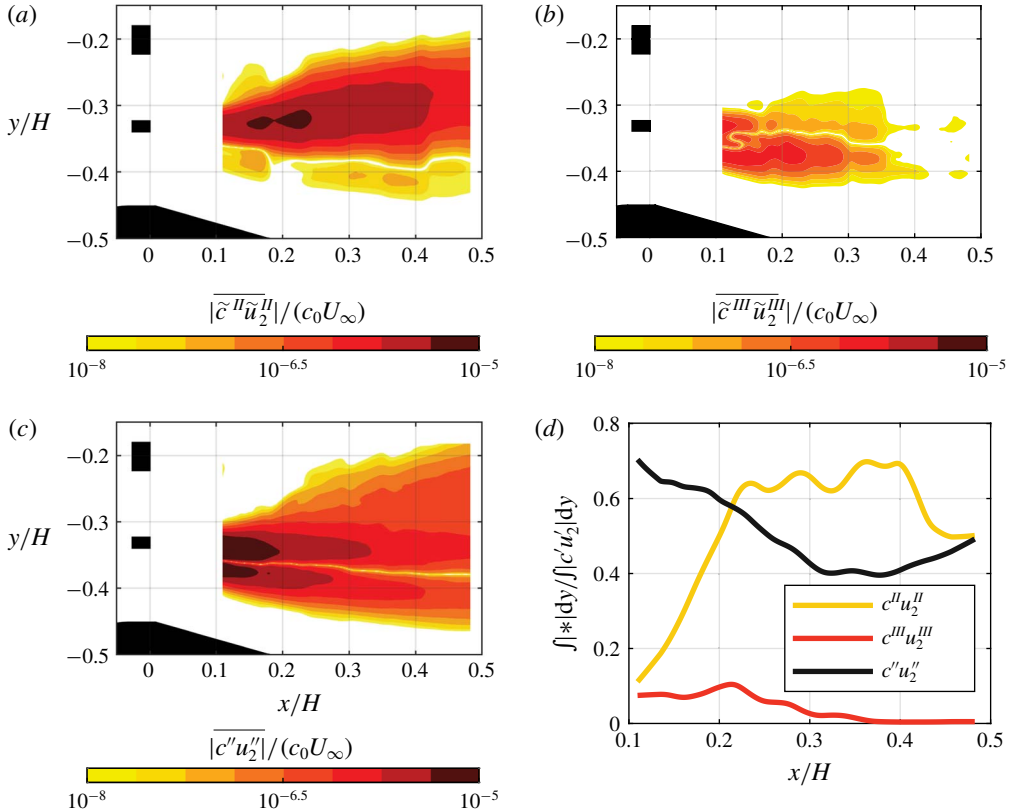 (a)
−0.2
−0.3
y/H
−0.4
−0.5
0 0.1 0.2 0.3 0.4 0.5
|c̃^{II}ũ_2^{II}|/(c_0U_∞)
10^{−8} 10^{−6.5} 10^{−5}
(b)
−0.2
−0.3
−0.4
−0.5
0 0.1 0.2 0.3 0.4 0.5
|c̃^{III}ũ_2^{III}|/(c_0U_∞)
10^{−8} 10^{−6.5} 10^{−5}
(c)
−0.2
−0.3
y/H
−0.4
−0.5
0 0.1 0.2 0.3 0.4 0.5
x/H
|c″u_2″|/(c_0U_∞)
10^{−8} 10^{−6.5} 10^{−5}
(d)
0.8
0.6
0.4
0.2
0
∫|∗|dy/∫|c′u_2′|dy
c^{II}u_2^{II}
c^{III}u_2^{III}
c″u_2″
0.1 0.2 0.3 0.4 0.5
x/H